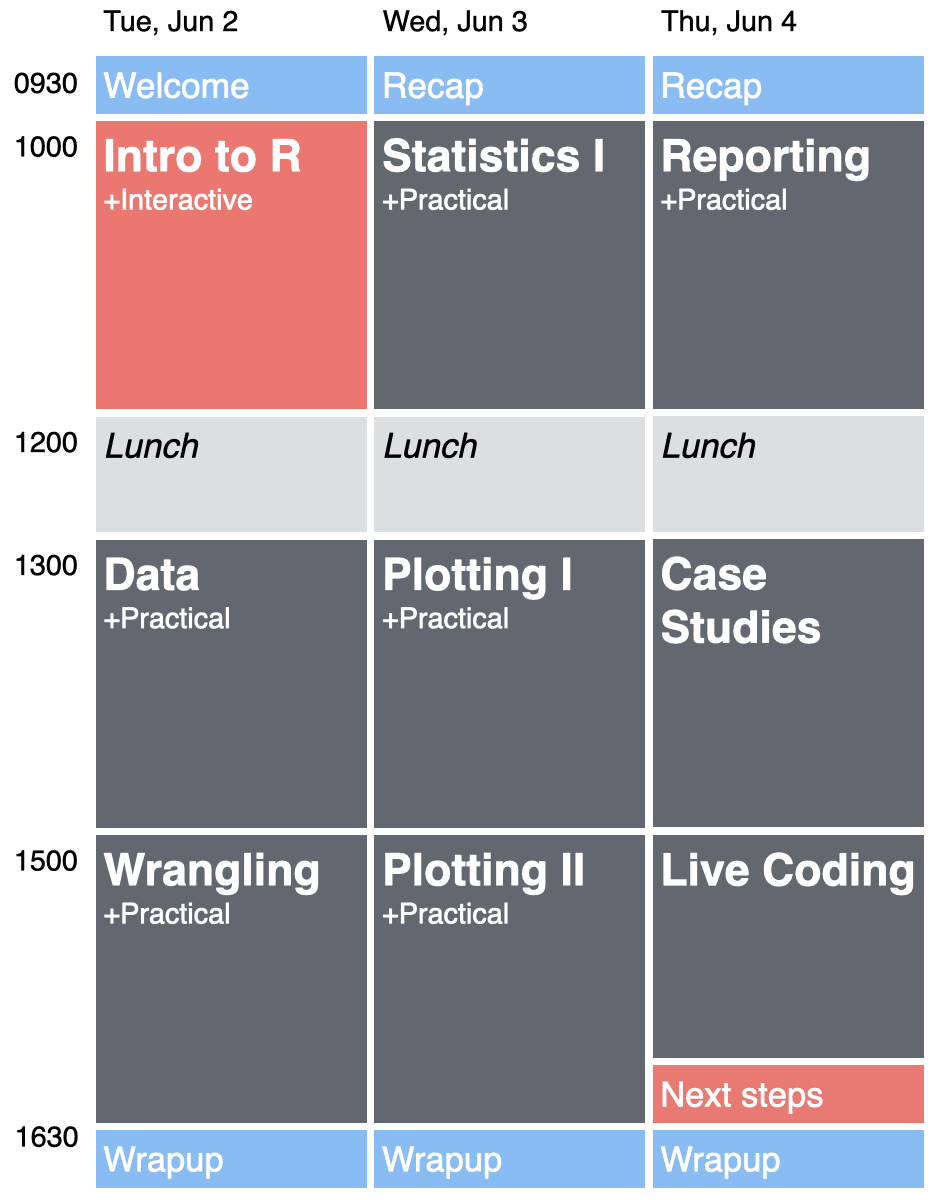 Tue, Jun 2 Wed, Jun 3 Thu, Jun 4
0930 Welcome Recap Recap
1000 Intro to R Statistics I Reporting
+Interactive +Practical +Practical
1200 Lunch Lunch Lunch
1300 Data Plotting I Case
+Practical +Practical Studies
1500 Wrangling Plotting II Live Coding
+Practical +Practical
Next steps
1630 Wrapup Wrapup Wrapup